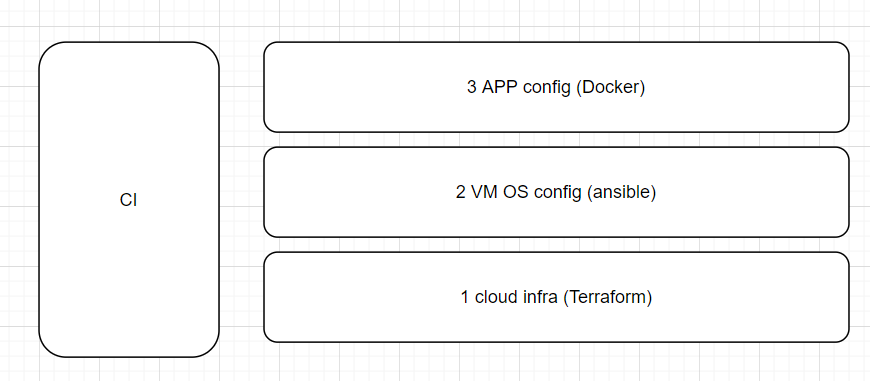 CI
3 APP config (Docker)
2 VM OS config (ansible)
1 cloud infra (Terraform)